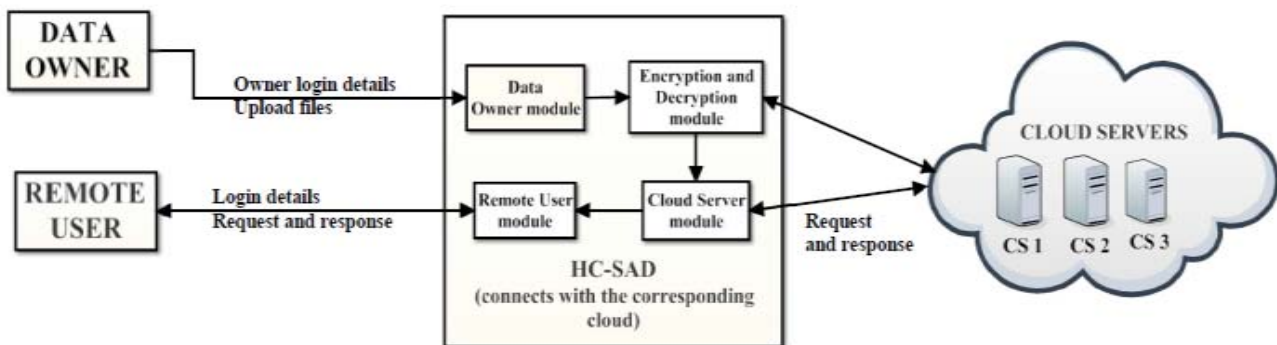 DATA
OWNER
Owner login details
Upload files
Data
Owner module
Encryption and
Decryption
module
CLOUD SERVERS
CS 1
CS 2
CS 3
REMOTE
USER
Login details
Request and response
Remote User
module
Cloud Server
module
Request
and response
HC-SAD
(connects with the corresponding
cloud)